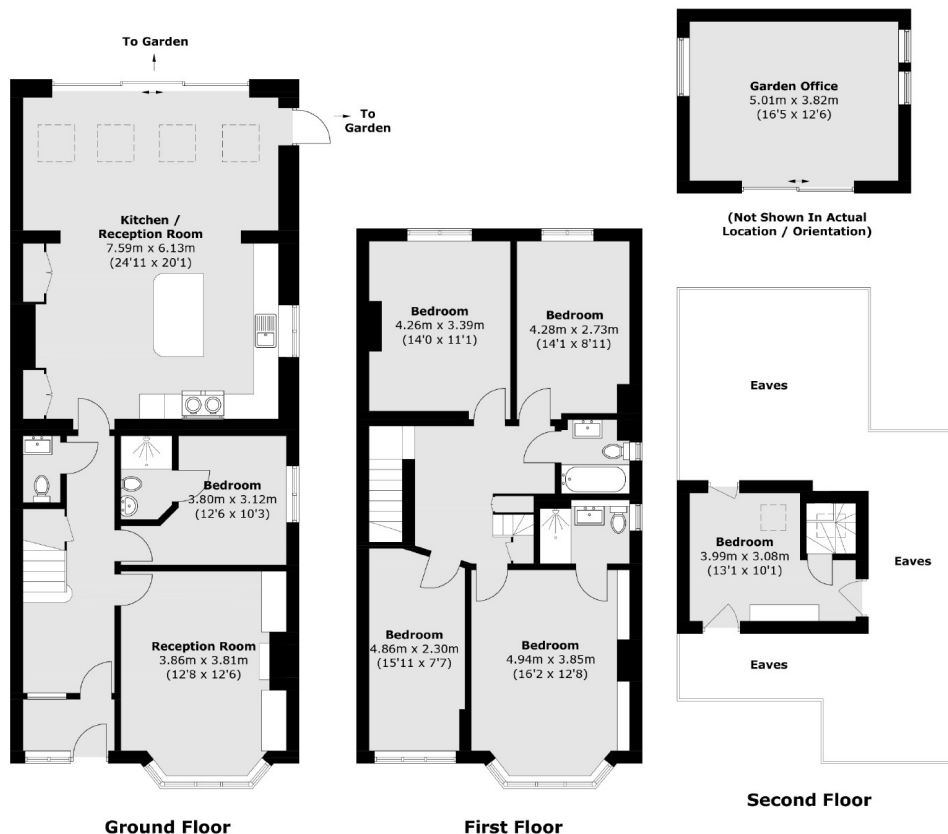 To Garden
To
Garden
Kitchen /
Reception Room
7.59m x 6.13m
(24'11 x 20'1)
Bedroom
3.80m x 3.12m
(12'6 x 10'3)
Reception Room
3.86m x 3.81m
(12'8 x 12'6)
Ground Floor
Bedroom
4.26m x 3.39m
(14'0 x 11'1)
Bedroom
4.28m x 2.73m
(14'1 x 8'11)
Bedroom
4.86m x 2.30m
(15'11 x 7'7)
Bedroom
4.94m x 3.85m
(16'2 x 12'8)
First Floor
Garden Office
5.01m x 3.82m
(16'5 x 12'6)
(Not Shown In Actual
Location / Orientation)
Eaves
Bedroom
3.99m x 3.08m
(13'1 x 10'1)
Eaves
Eaves
Second Floor